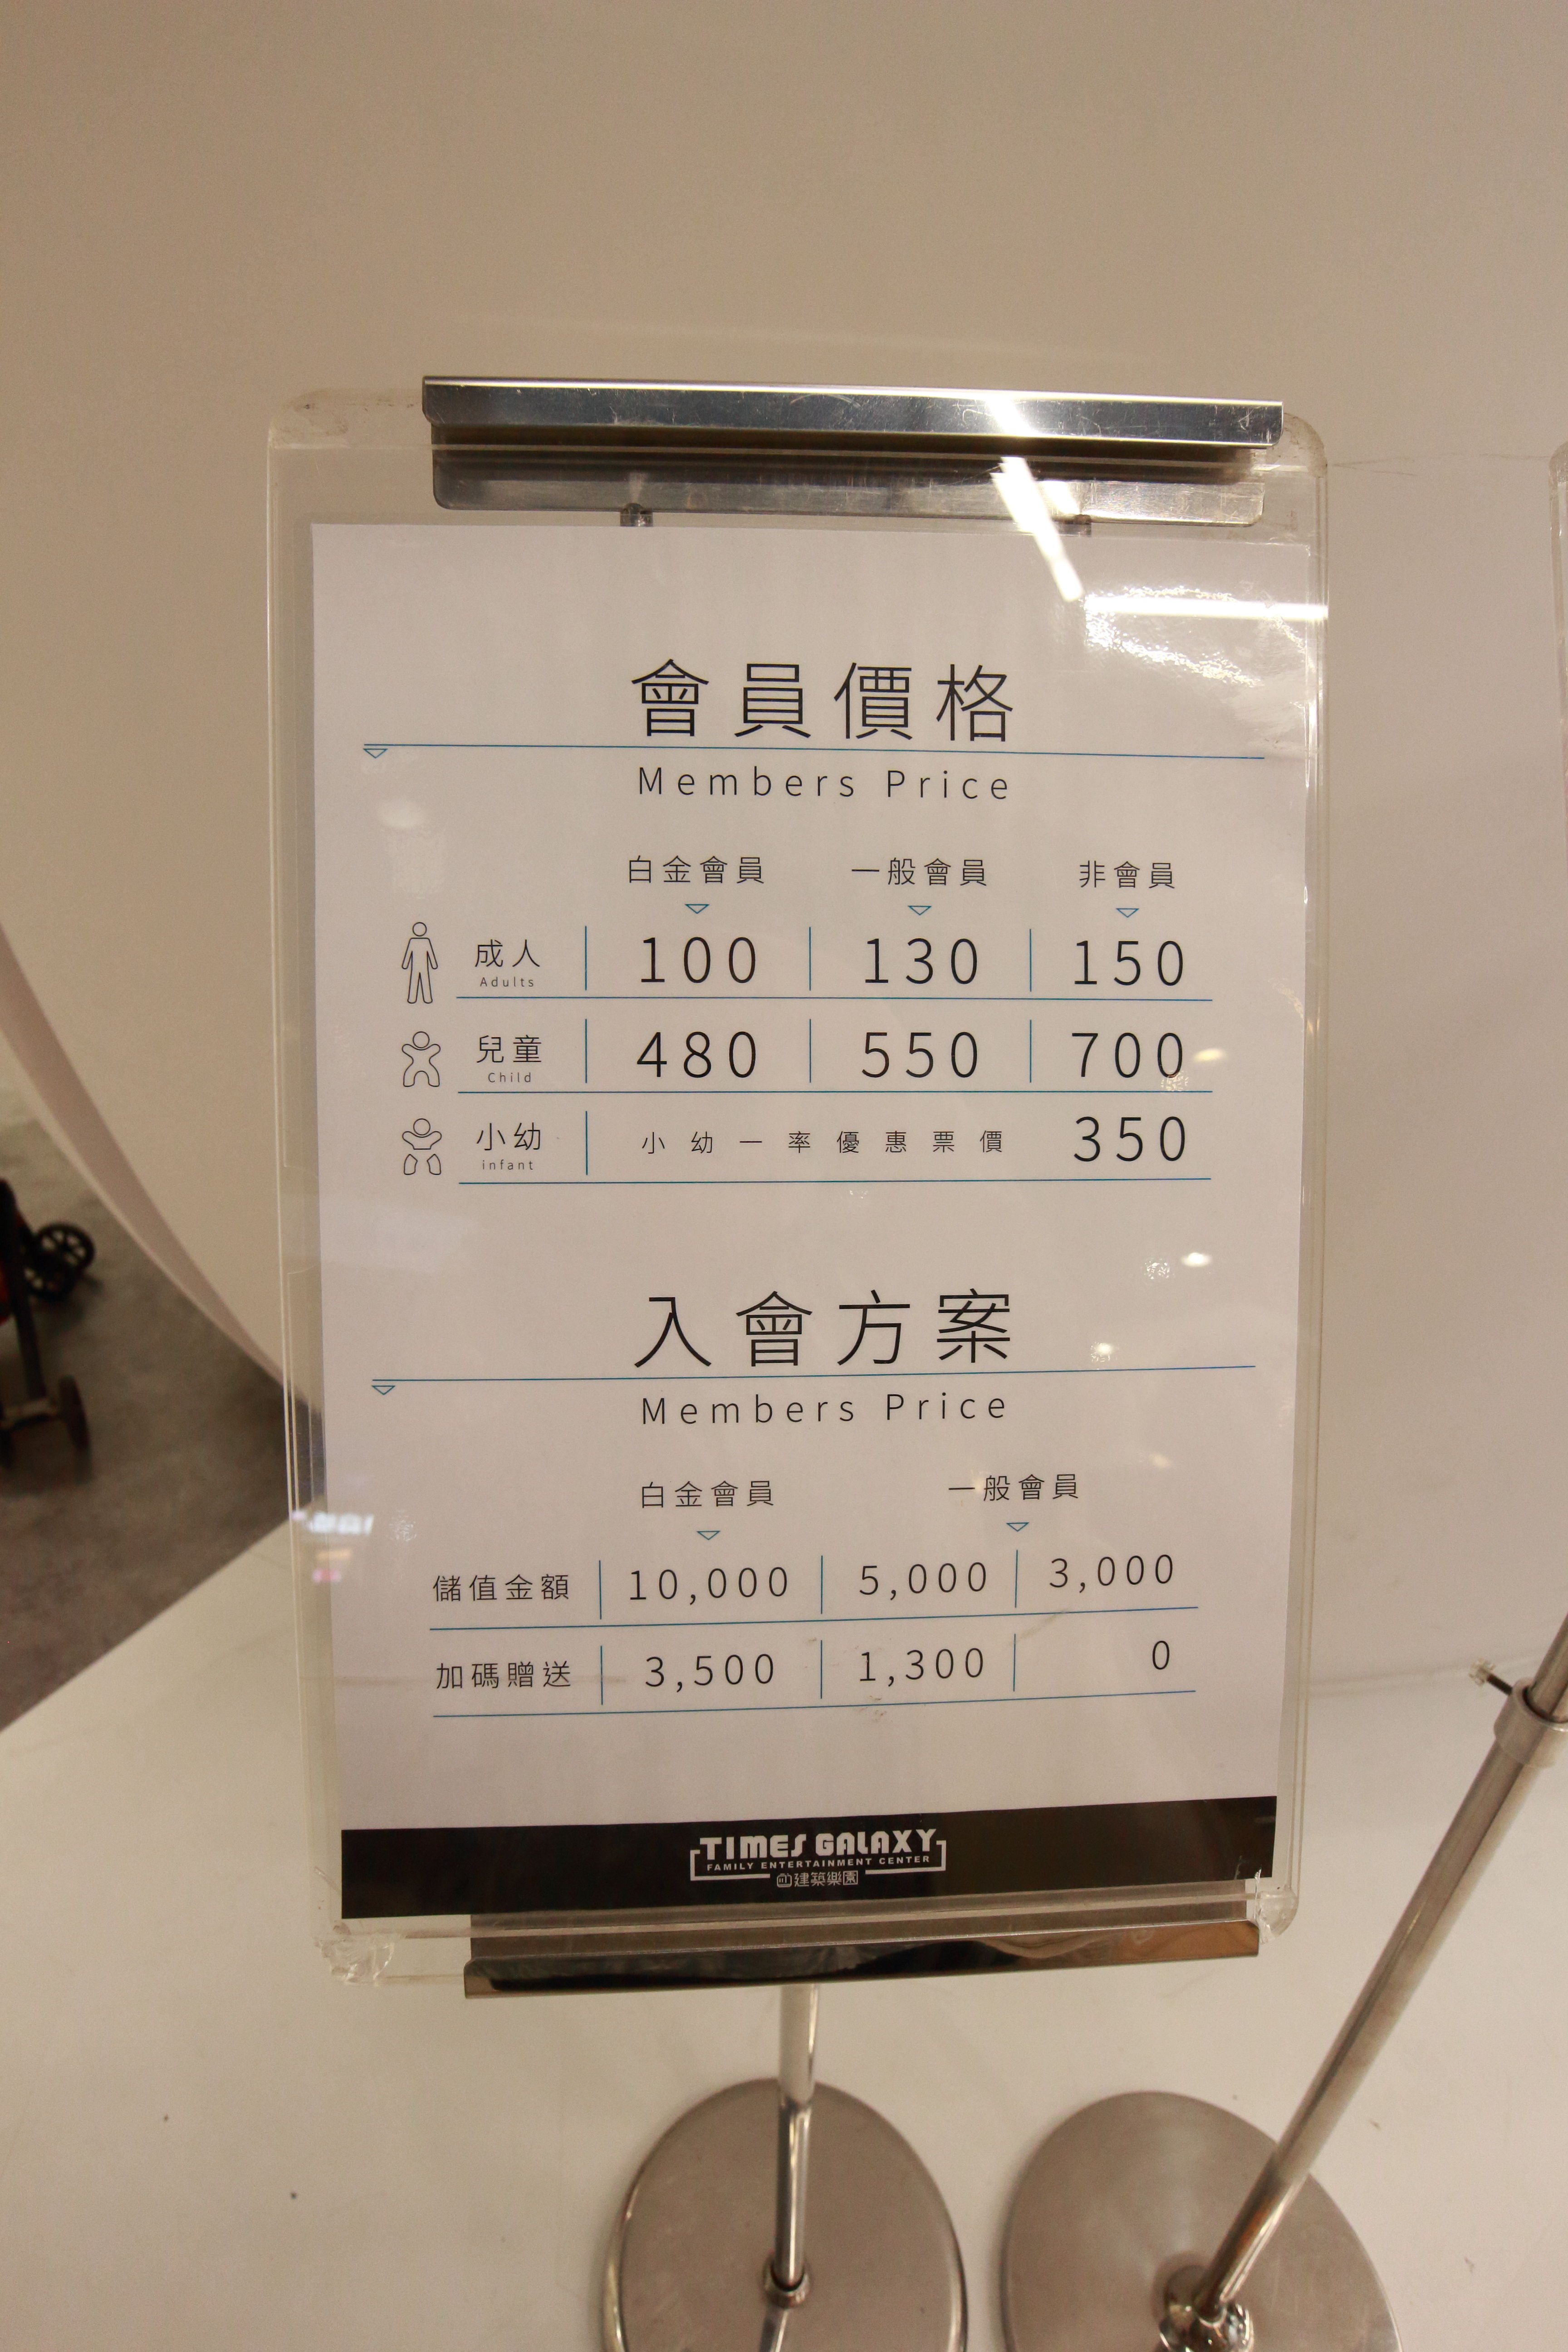 會員價格
Members Price
白金會員 一般會員 非會員
成人 100 130 150
Adults
兒童 480 550 700
Child
小幼 小幼一率優惠票價 350
infant
入會方案
Members Price
白金會員 一般會員
儲值金額 10,000 5,000 3,000
加碼贈送 3,500 1,300 0
TIMES GALAXY
FAMILY ENTERTAINMENT CENTER
建築樂園